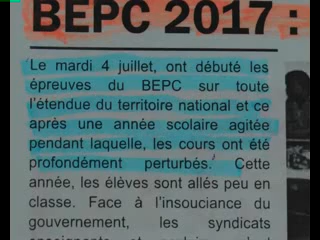 BEPC 2017 :
Le mardi 4 juillet, ont débuté les
épreuves du BEPC sur toute
l'étendue du territoire national et ce
après une année scolaire agitée
pendant laquelle, les cours ont été
profondément perturbés. Cette
année, les élèves sont allés peu en
classe. Face à l'insouciance du
gouvernement, les syndicats